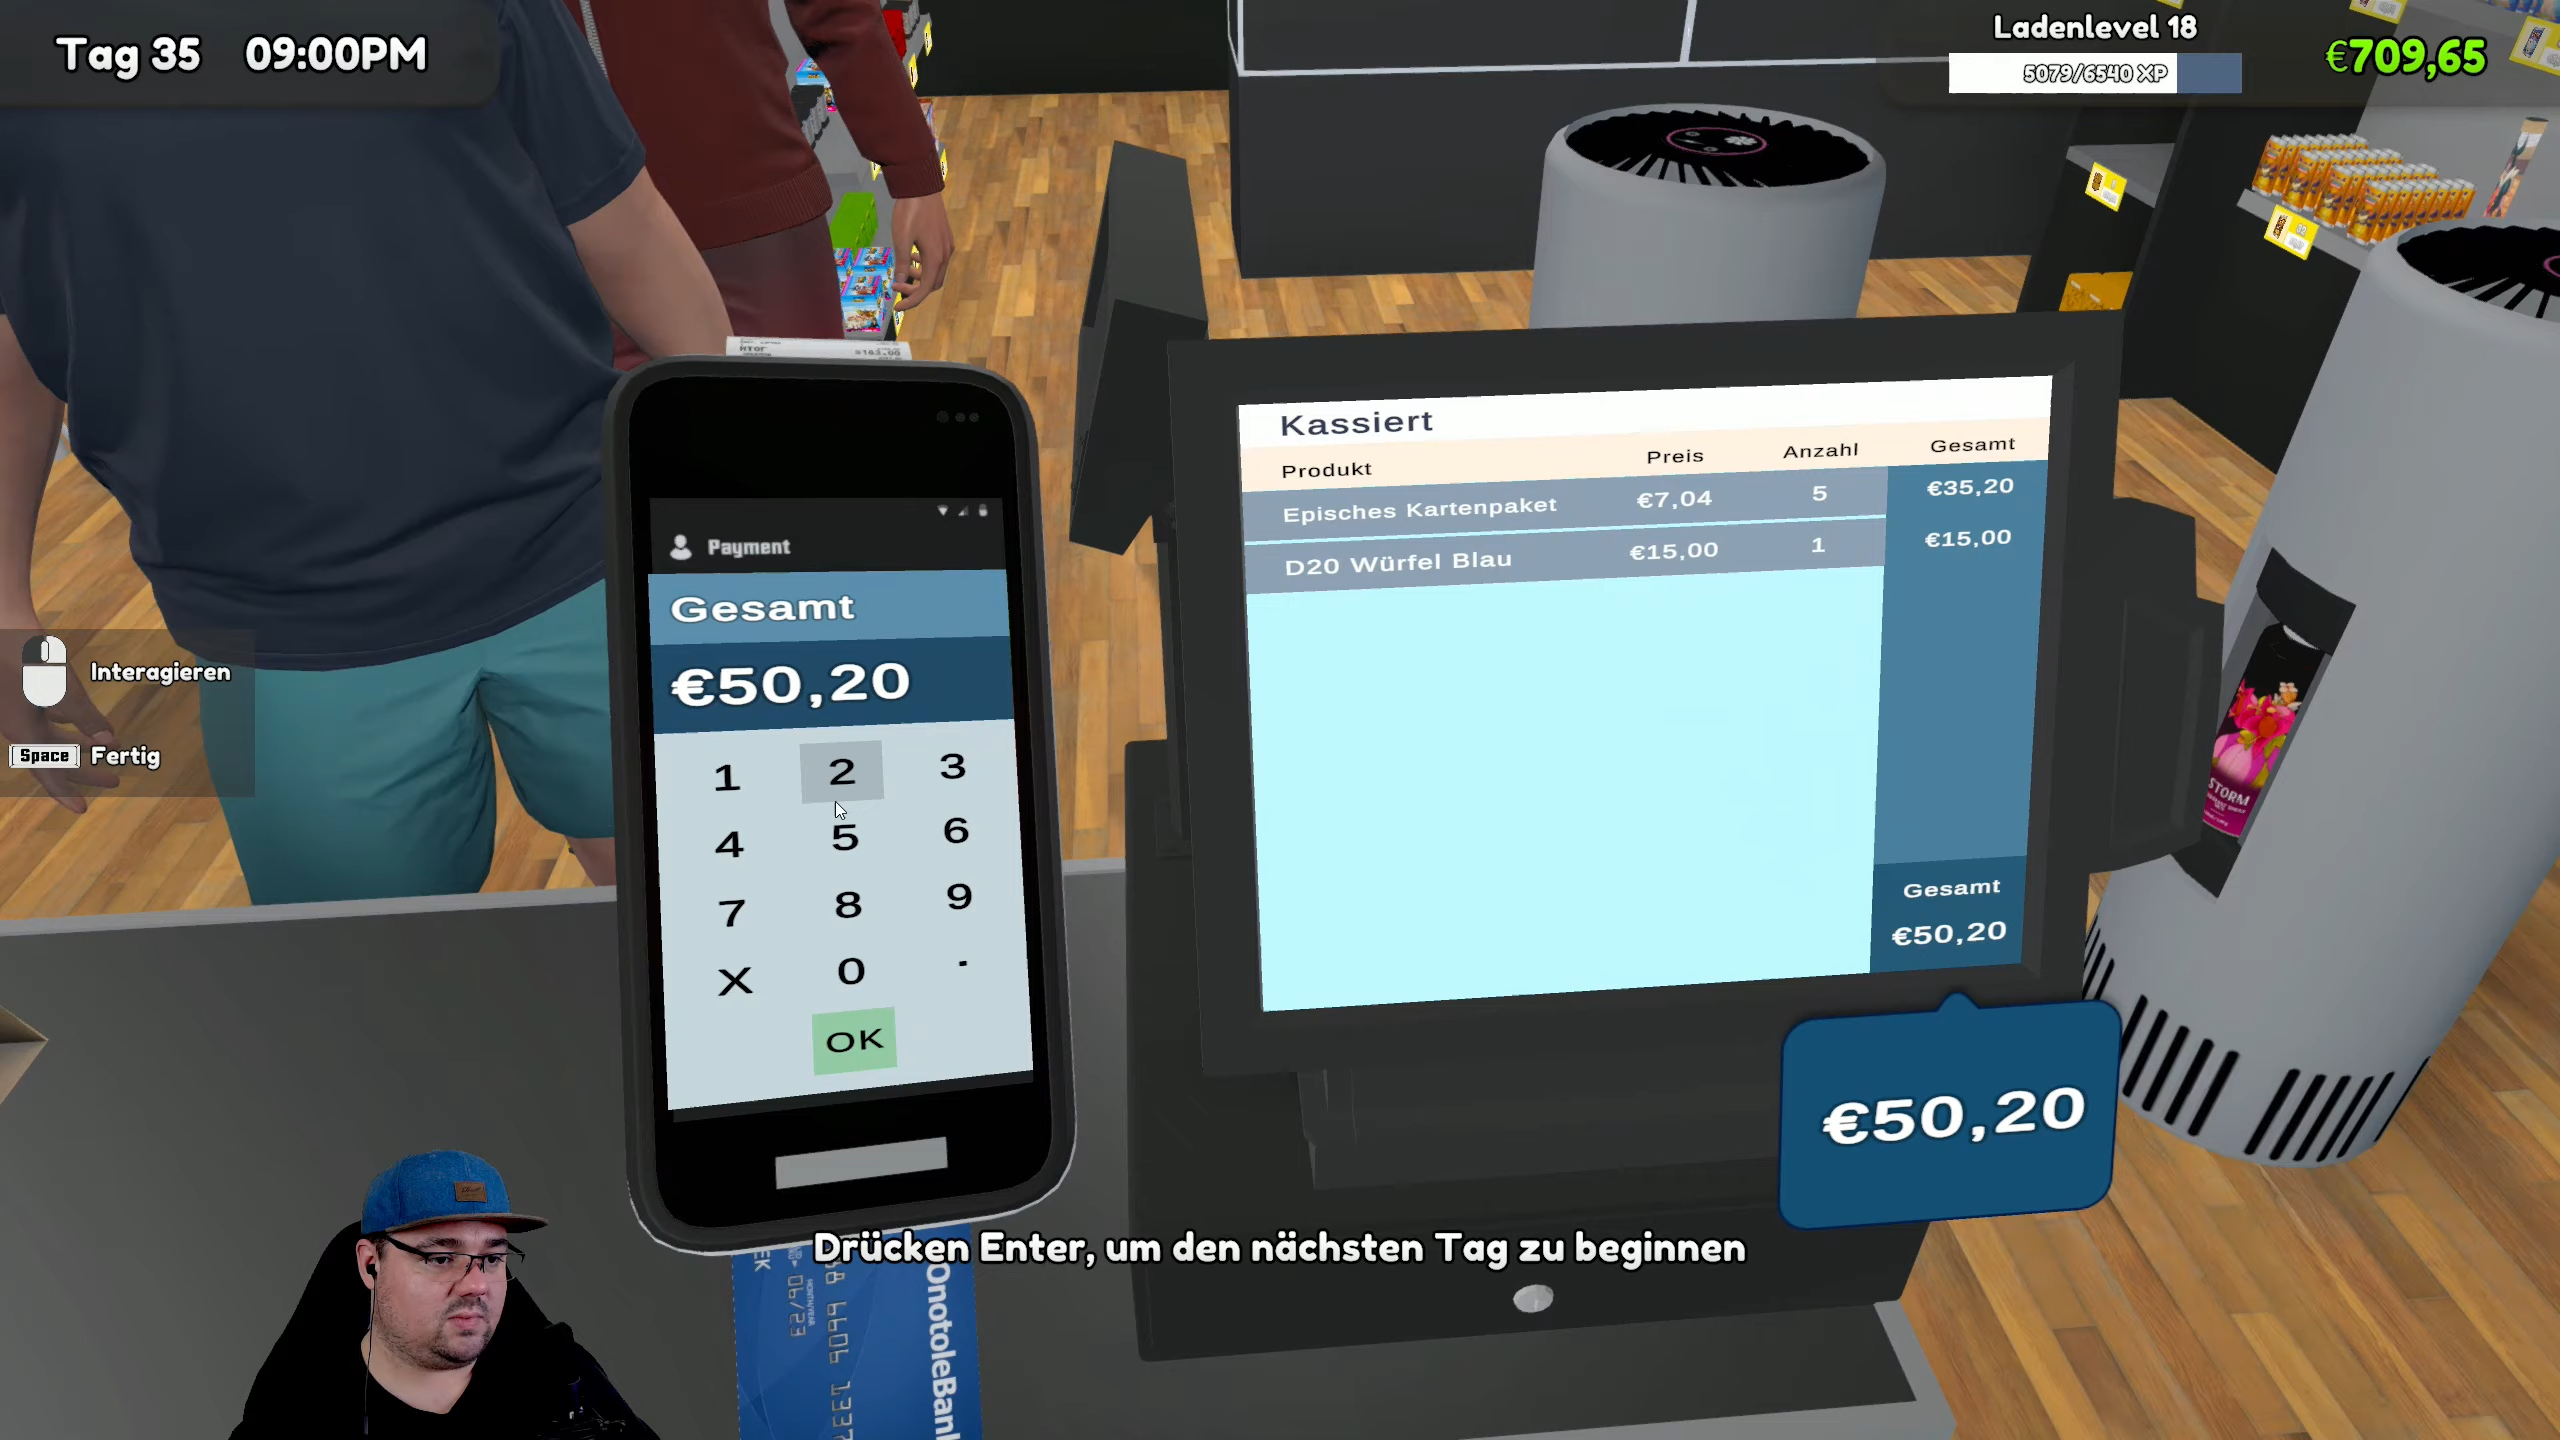 Tag 35 09:00PM
Ladenlevel 18
5079/6540 XP
€709,65
Interagieren
Space Fertig
Payment
Gesamt
€50,20
1 2 3
4 5 6
7 8 9
X 0 .
OK
Kassiert
Produkt Preis Anzahl Gesamt
Episches Kartenpaket €7,04 5 €35,20
D20 Würfel Blau €15,00 1 €15,00
Gesamt
€50,20
€50,20
STORM
Drücken Enter, um den nächsten Tag zu beginnen
06/23